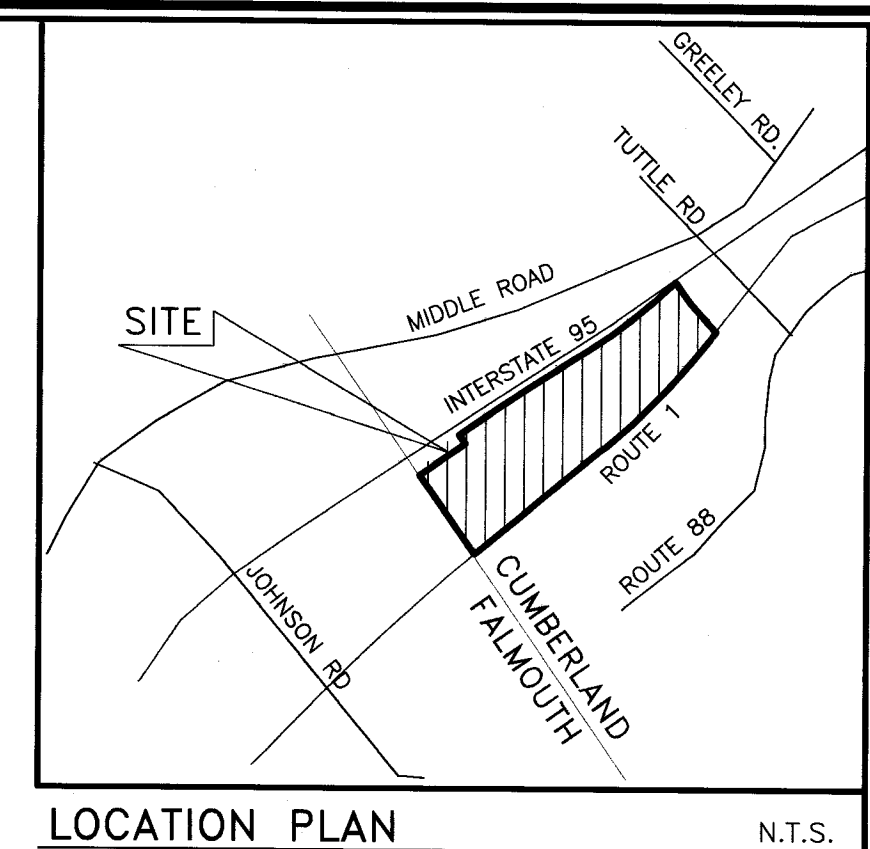 GREELEY RD.
TUTTLE RD
MIDDLE ROAD
SITE
INTERSTATE 95
ROUTE 1
ROUTE 88
JOHNSON RD
CUMBERLAND
FALMOUTH
LOCATION PLAN
N.T.S.